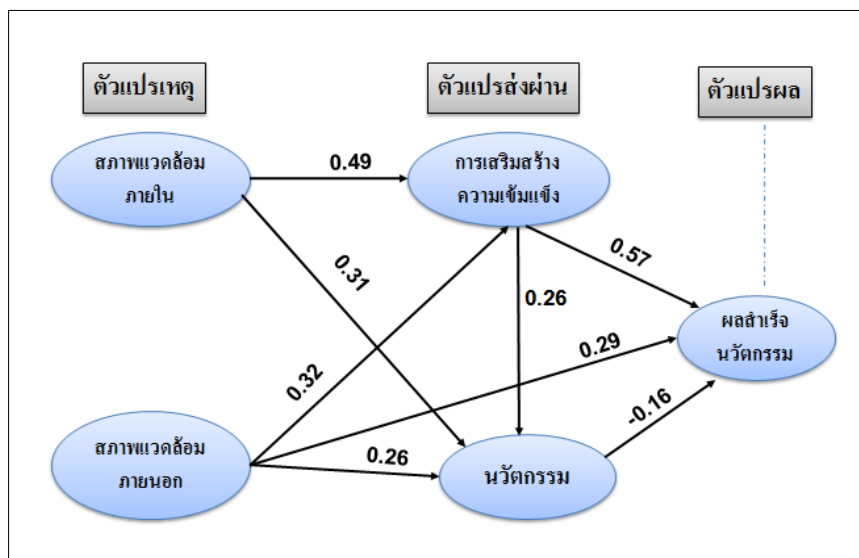 ตัวแปรเหตุ
ตัวแปรส่งผ่าน
ตัวแปรผล
สภาพแวดล้อม
ภายใน
0.49
การเสริมสร้าง
ความเข้มแข็ง
0.31
0.57
0.26
0.32
0.29
ผลสำเร็จ
นวัตกรรม
-0.16
สภาพแวดล้อม
ภายนอก
0.26
นวัตกรรม